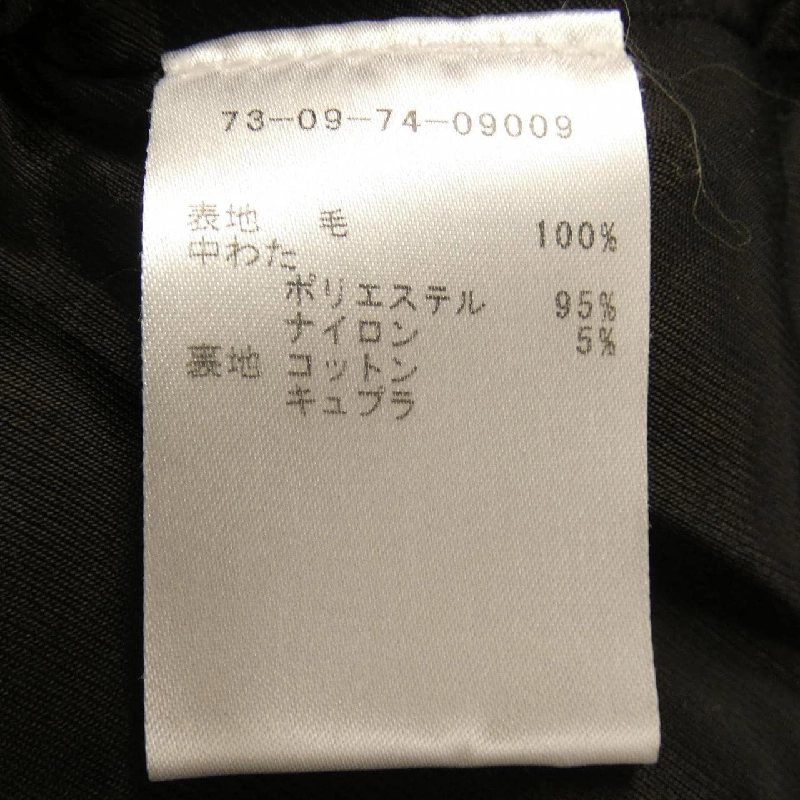 73-09-74-09009
表地 毛 100%
中わた
ポリエステル 95%
ナイロン 5%
裏地 コットン
キュプラ